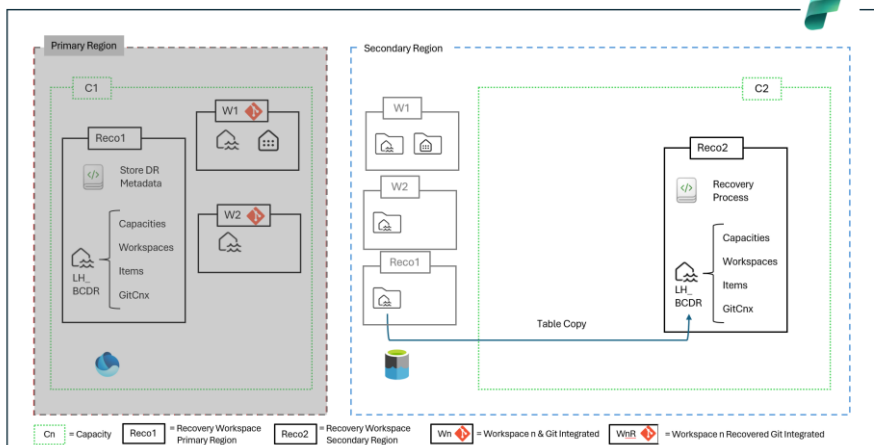 Primary Region
C1
W1
Reco1
Store DR
Metadata
Capacities
Workspaces
Items
GitCnx
LH_
BCDR
W2
Secondary Region
W1
W2
Reco1
Table Copy
C2
Reco2
Recovery
Process
Capacities
Workspaces
Items
GitCnx
LH_
BCDR
Cn = Capacity
Reco1 = Recovery Workspace
Primary Region
Reco2 = Recovery Workspace
Secondary Region
Wn = Workspace n & Git Integrated
WnR = Workspace n Recovered Git Integrated